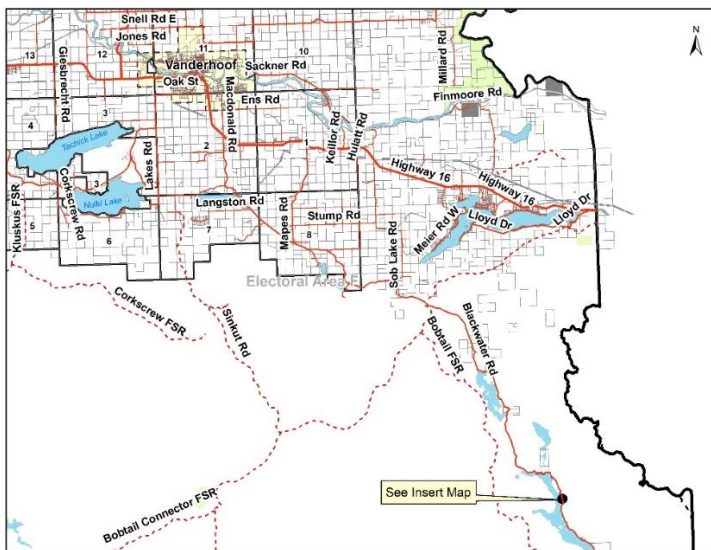 Snell Rd E
Jones Rd
N
13
12
11
10
Giesbrecht Rd
Vanderhoof
Sackner Rd
Oak St
Millard Rd
Macdonald Rd
Ens Rd
Finmoore Rd
4
3
Tachick Lake
Keillor Rd
Hulatt Rd
2
1
Lakes Rd
Highway 16
Highway 16
3
Nulki Lake
Corkscrew Rd
Kluskus FSR
Langston Rd
Lloyd Dr
Lloyd Dr
Meier Rd W
Stump Rd
Mapes Rd
5
6
7
8
Sob Lake Rd
Electoral Area F
Corkscrew FSR
Sinkut Rd
Bobtail FSR
Blackwater Rd
See Insert Map
Bobtail Connector FSR